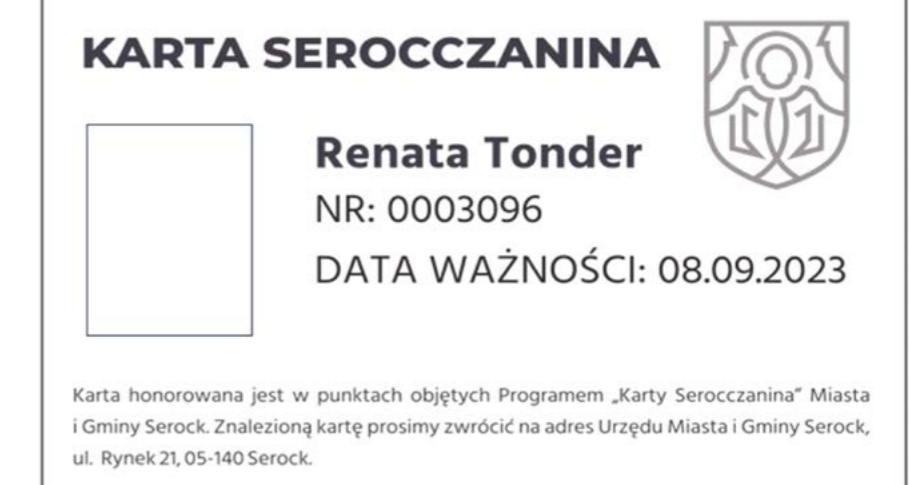 KARTA SEROCCZANINA
Renata Tonder
NR: 0003096
DATA WAŻNOŚCI: 08.09.2023
Karta honorowana jest w punktach objętych Programem „Karty Serocczanina” Miasta
i Gminy Serock. Znalezioną kartę prosimy zwrócić na adres Urzędu Miasta i Gminy Serock,
ul. Rynek 21, 05-140 Serock.